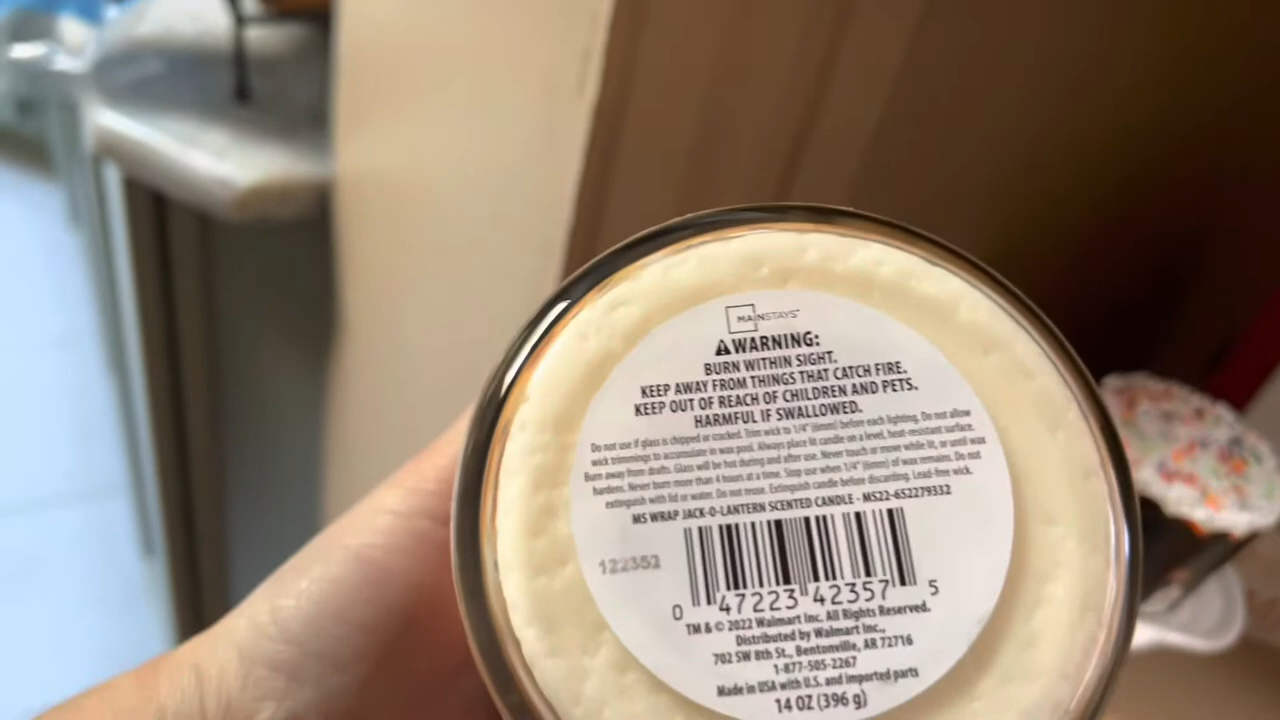 MAINSTAYS™
⚠WARNING:
BURN WITHIN SIGHT.
KEEP AWAY FROM THINGS THAT CATCH FIRE.
KEEP OUT OF REACH OF CHILDREN AND PETS.
HARMFUL IF SWALLOWED.
Do not use if glass is chipped or cracked. Trim wick to 1/4" (6mm) before each lighting. Do not allow
wick trimmings to accumulate in wax pool. Always place lit candle on a level, heat-resistant surface.
Burn away from drafts. Glass will be hot during and after use. Never touch or move while lit, or until wax
hardens. Never burn more than 4 hours at a time. Stop use when 1/4" (6mm) of wax remains. Do not
extinguish with lid or water. Do not reuse. Extinguish candle before discarding. Lead-free wick.
MS WRAP JACK-O-LANTERN SCENTED CANDLE - MS22-652279332
122352
0 47223 42357 5
TM & © 2022 Walmart Inc. All Rights Reserved.
Distributed by Walmart Inc.,
702 SW 8th St., Bentonville, AR 72716
1-877-505-2267
Made in USA with U.S. and imported parts
14 OZ (396 g)